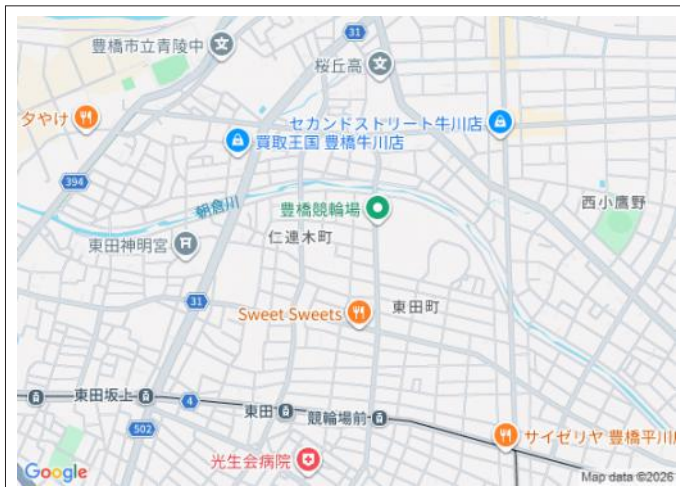 豊橋市立青陵中
31
桜丘高
夕やけ
セカンドストリート牛川店
買取王国 豊橋牛川店
394
朝倉川
豊橋競輪場
西小鷹野
仁連木町
東田神明宮
31
Sweet Sweets
東田町
東田坂上
4
東田
競輪場前
502
サイゼリヤ 豊橋平川
光生会病院
Google
Map data ©2026